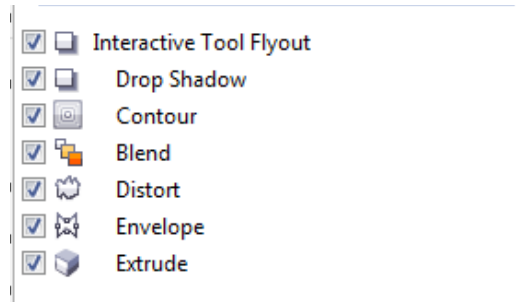 Interactive Tool Flyout
Drop Shadow
Contour
Blend
Distort
Envelope
Extrude